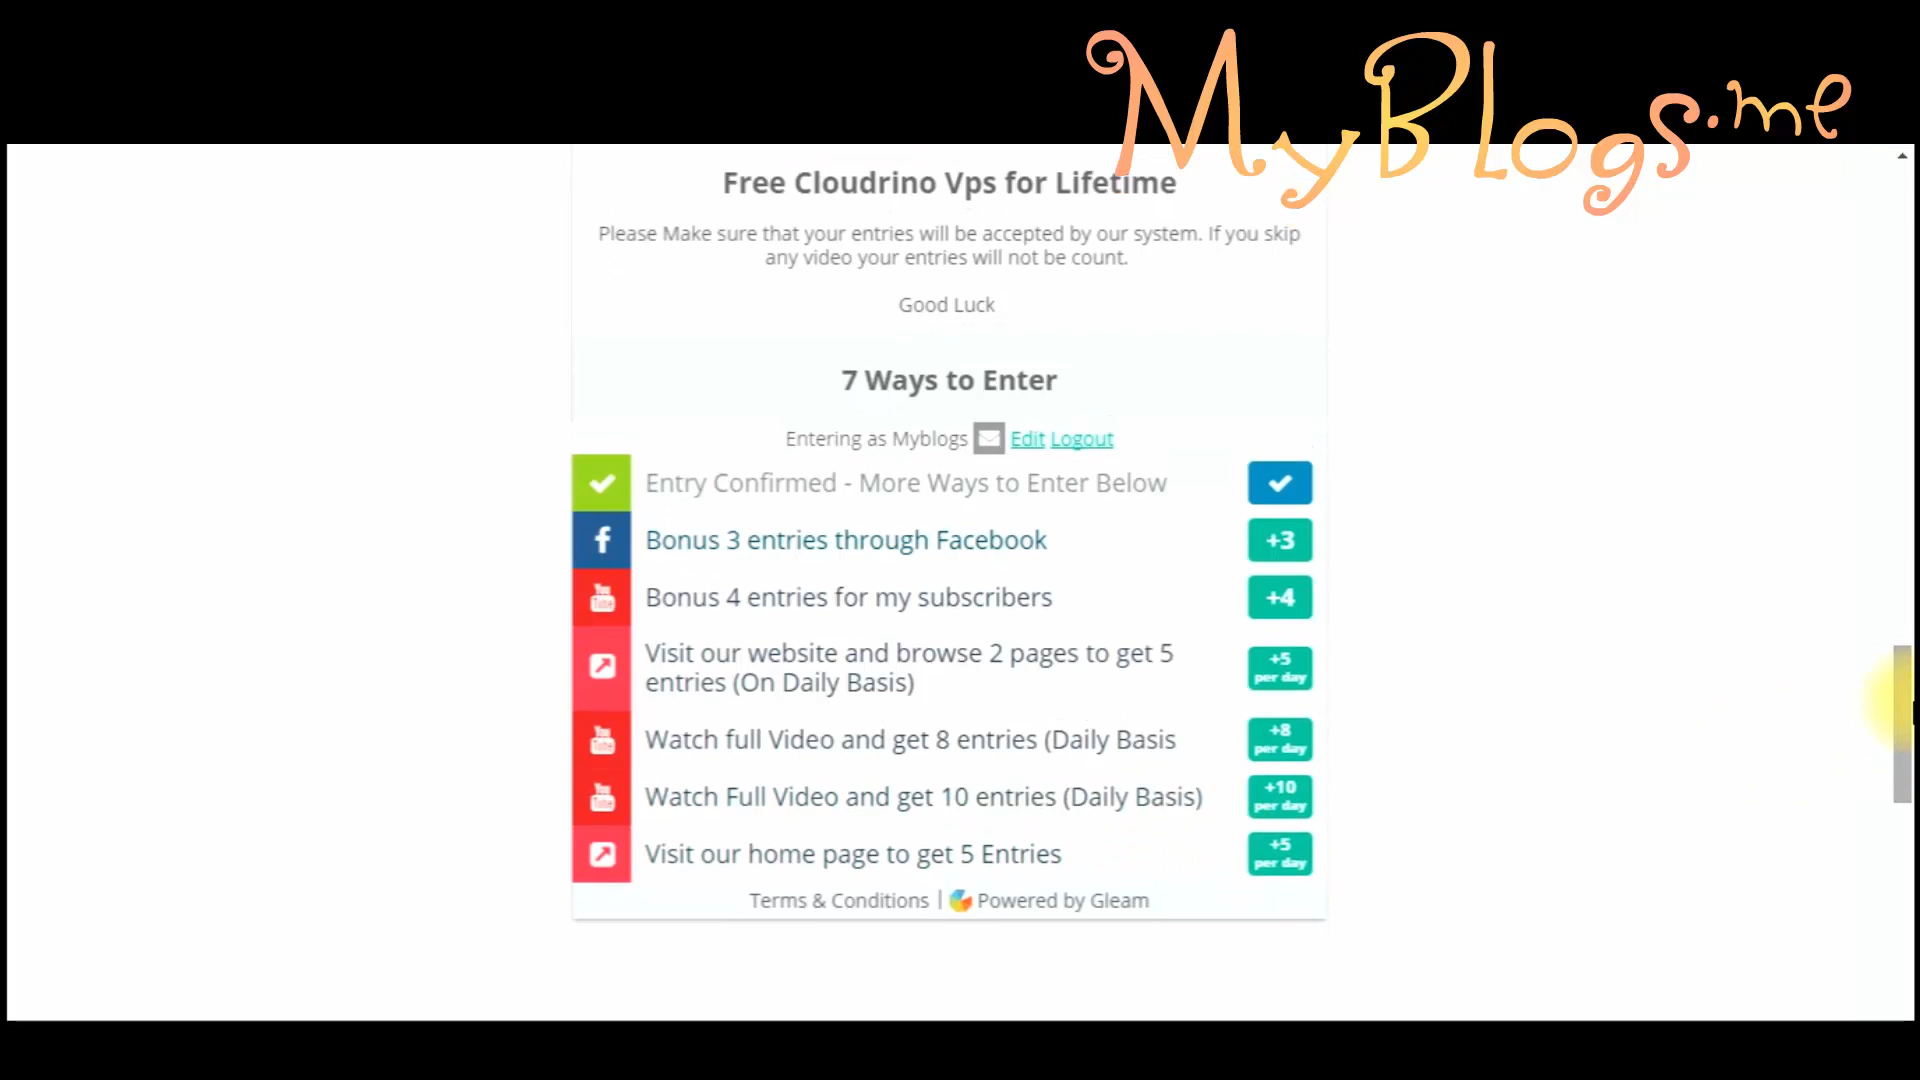 MyBlogs.me
Free Cloudrino Vps for Lifetime
Please Make sure that your entries will be accepted by our system. If you skip
any video your entries will not be count.
Good Luck
7 Ways to Enter
Entering as Myblogs Edit Logout
Entry Confirmed - More Ways to Enter Below
Bonus 3 entries through Facebook +3
You Tube Bonus 4 entries for my subscribers +4
Visit our website and browse 2 pages to get 5
entries (On Daily Basis)
+5
per day
You Tube Watch full Video and get 8 entries (Daily Basis
+8
per day
You Tube Watch Full Video and get 10 entries (Daily Basis)
+10
per day
Visit our home page to get 5 Entries
+5
per day
Terms & Conditions | Powered by Gleam